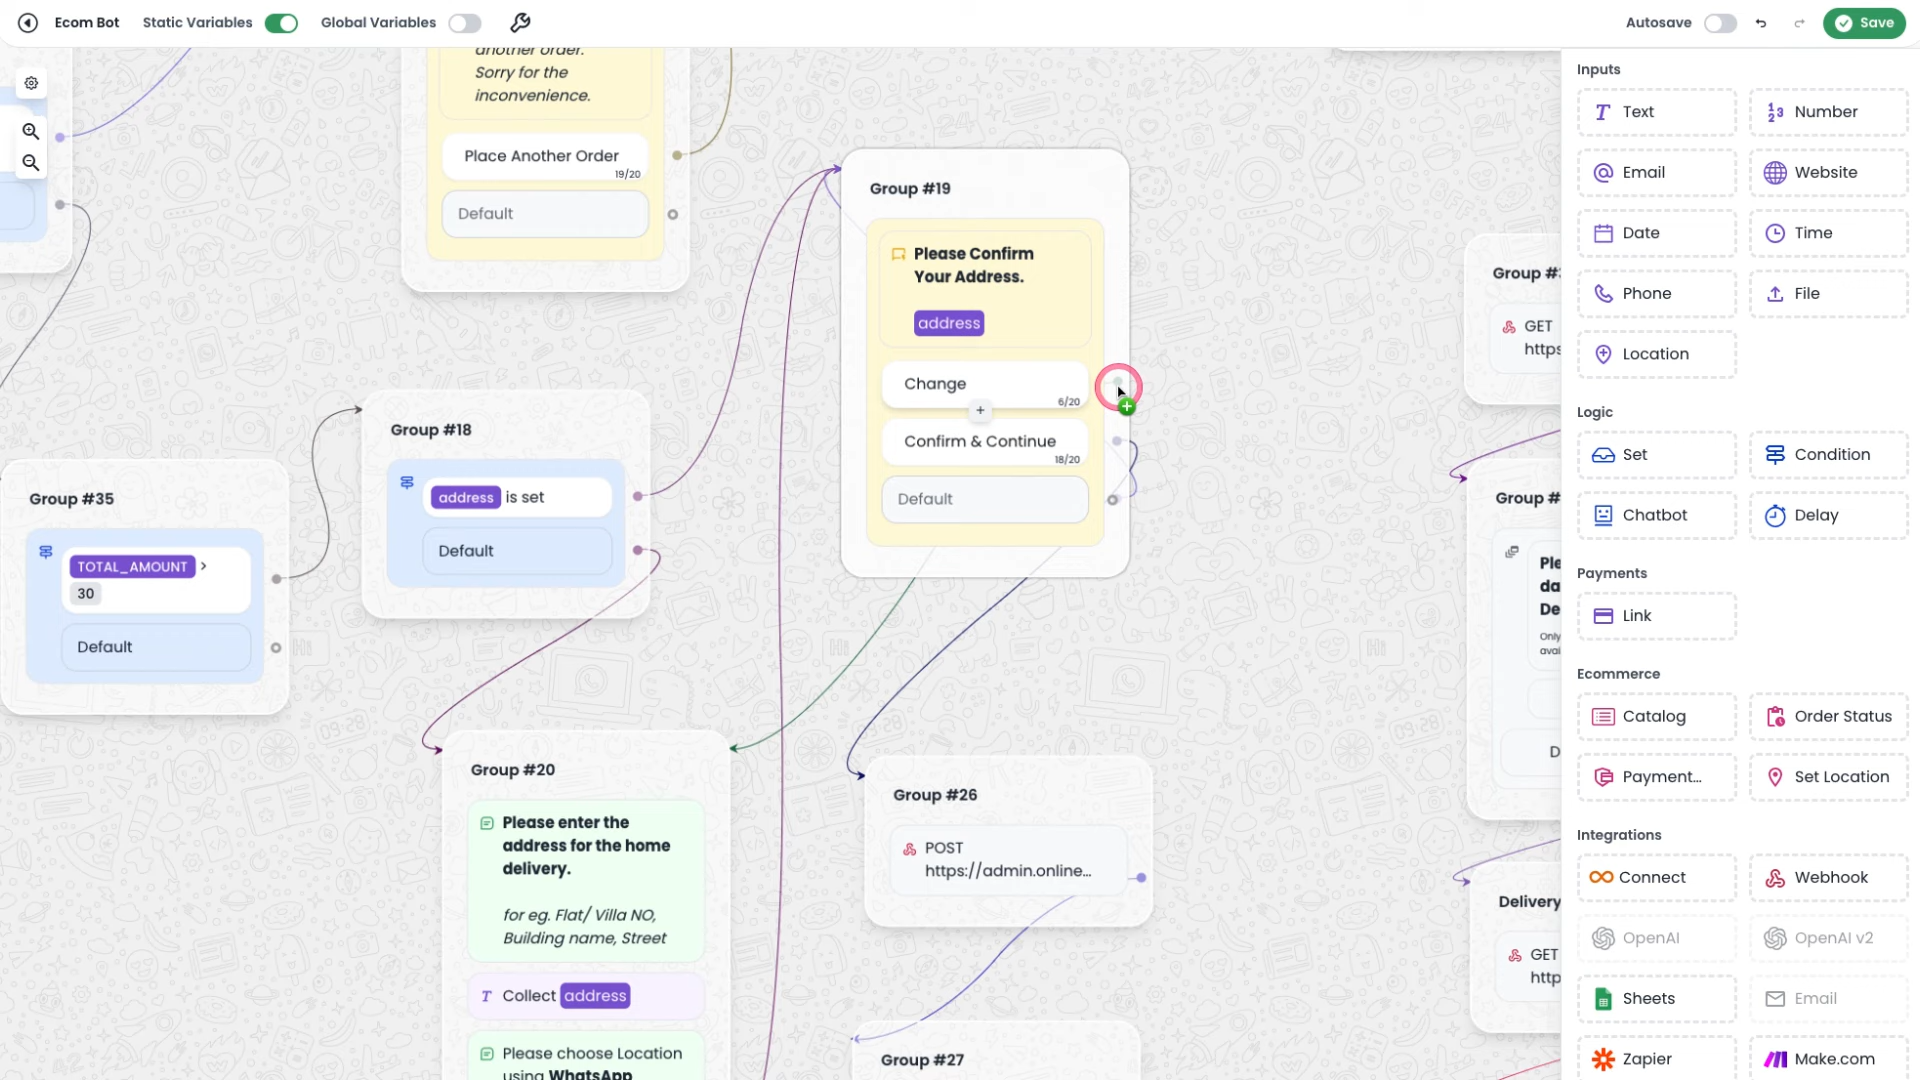 Ecom Bot
Static Variables
Global Variables
Autosave
Save
another order.
Sorry for the
inconvenience.
Place Another Order
19/20
Default
Group #19
Please Confirm
Your Address.
address
Change
6/20
+
Confirm & Continue
18/20
Default
Group #18
address is set
Default
Group #35
TOTAL_AMOUNT >
30
Default
Group #20
Please enter the
address for the home
delivery.
for eg. Flat/ Villa NO,
Building name, Street
Collect address
Please choose Location
using WhatsApp
Group #26
POST
https://admin.online...
Group #27
GET
https
Group #
Ple
da
De
Only
avai
D
Delivery
GET
http
Inputs
Text
Number
Email
Website
Date
Time
Phone
File
Location
Logic
Set
Condition
Chatbot
Delay
Payments
Link
Ecommerce
Catalog
Order Status
Payment...
Set Location
Integrations
Connect
Webhook
OpenAI
OpenAI v2
Sheets
Email
Zapier
Make.com